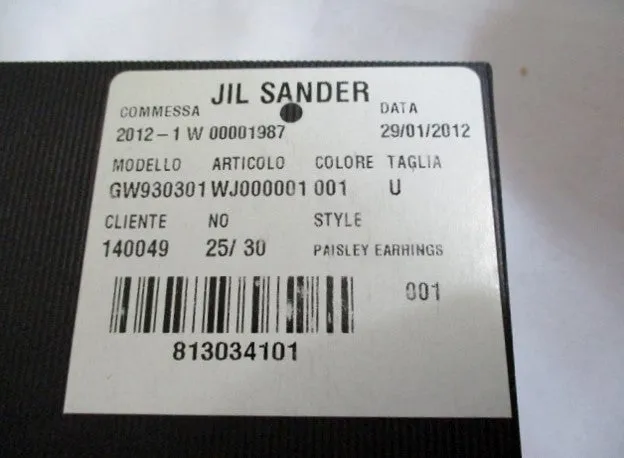 JIL SANDER
COMMESSA DATA
2012-1 W 00001987 29/01/2012
MODELLO ARTICOLO COLORE TAGLIA
GW930301 WJ000001 001 U
CLIENTE NO STYLE
140049 25/ 30 PAISLEY EARHINGS
001
813034101